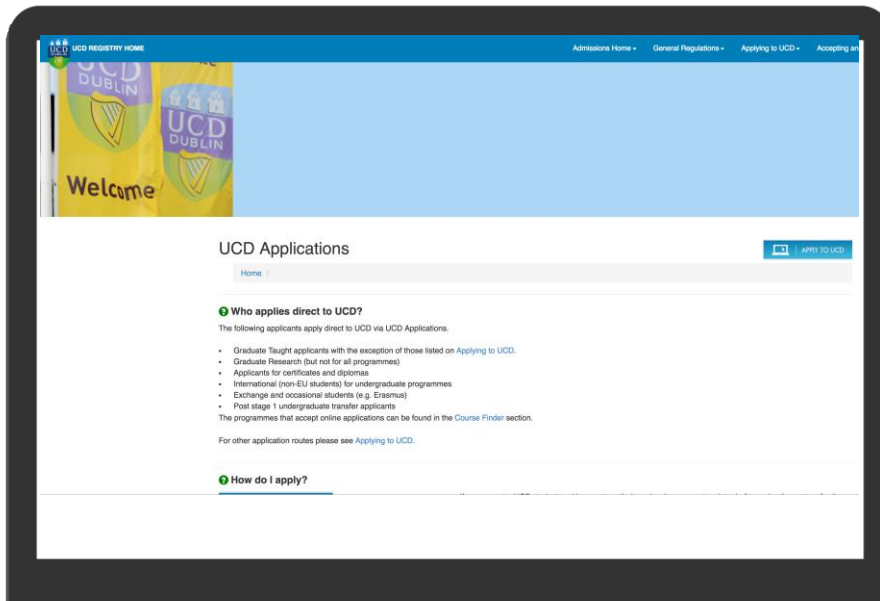 UCD
DUBLIN
UCD REGISTRY HOME
Admissions Home
General Regulations
Applying to UCD
Accepting an
UCD
DUBLIN
UCD
DUBLIN
Welcome
UCD Applications
APPLY TO UCD
Home /
Who applies direct to UCD?
The following applicants apply direct to UCD via UCD Applications.
• Graduate Taught applicants with the exception of those listed on Applying to UCD.
• Graduate Research (but not for all programmes)
• Applicants for certificates and diplomas
• International (non-EU students) for undergraduate programmes
• Exchange and occasional students (e.g. Erasmus)
• Post stage 1 undergraduate transfer applicants
The programmes that accept online applications can be found in the Course Finder section.
For other application routes please see Applying to UCD.
How do I apply?